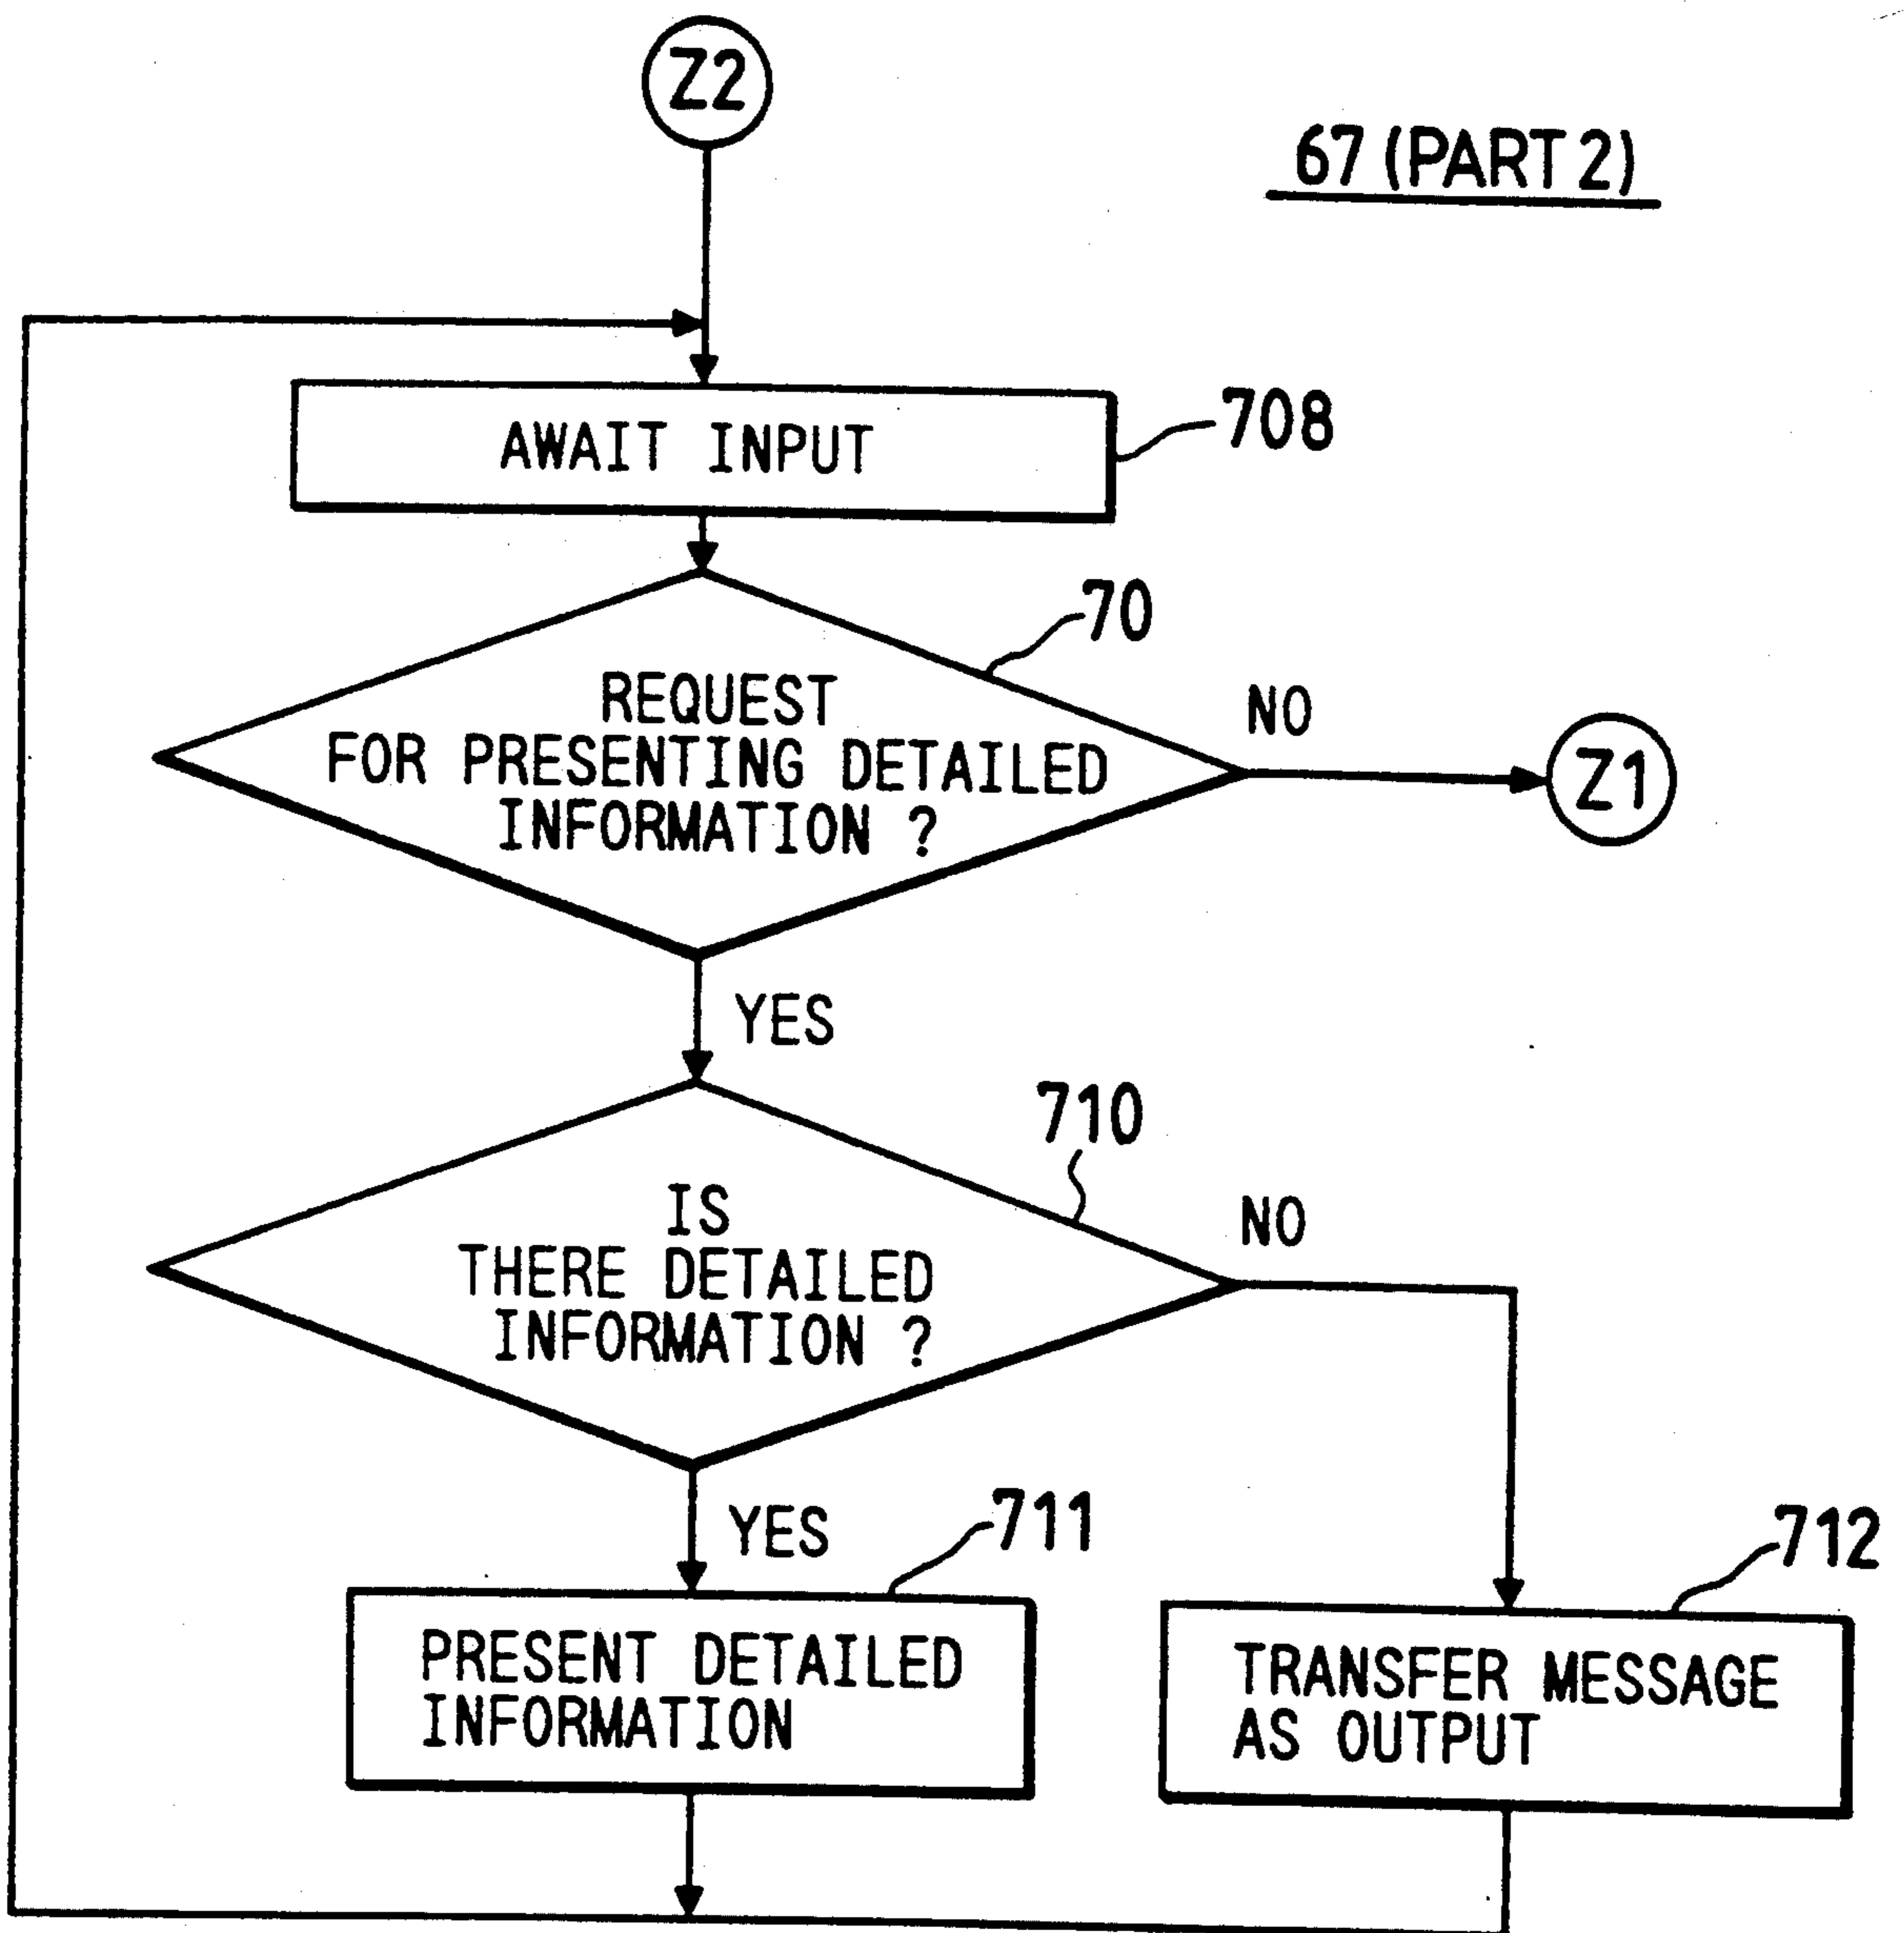 Z2
67 (PART 2)
AWAIT INPUT
708
70
REQUEST
FOR PRESENTING DETAILED
INFORMATION ?
NO
Z1
YES
710
IS
THERE DETAILED
INFORMATION ?
NO
YES
711
712
PRESENT DETAILED
INFORMATION
TRANSFER MESSAGE
AS OUTPUT